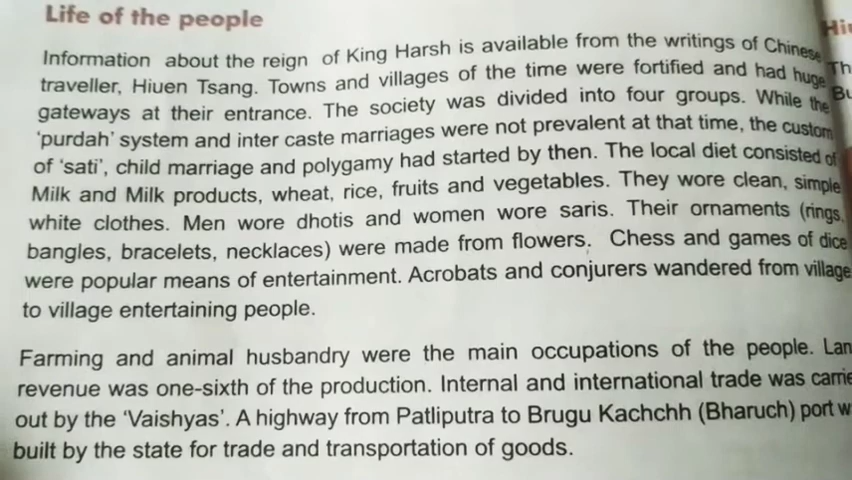 Life of the people
Information about the reign of King Harsh is available from the writings of Chinese
traveller, Hiuen Tsang. Towns and villages of the time were fortified and had huge
gateways at their entrance. The society was divided into four groups. While the
'purdah' system and inter caste marriages were not prevalent at that time, the custom
of 'sati', child marriage and polygamy had started by then. The local diet consisted of
Milk and Milk products, wheat, rice, fruits and vegetables. They wore clean, simple
white clothes. Men wore dhotis and women wore saris. Their ornaments (rings,
bangles, bracelets, necklaces) were made from flowers. Chess and games of dice
were popular means of entertainment. Acrobats and conjurers wandered from village
to village entertaining people.
Farming and animal husbandry were the main occupations of the people. Lan
revenue was one-sixth of the production. Internal and international trade was carrie
out by the 'Vaishyas'. A highway from Patliputra to Brugu Kachchh (Bharuch) port w
built by the state for trade and transportation of goods.
Th
Bu